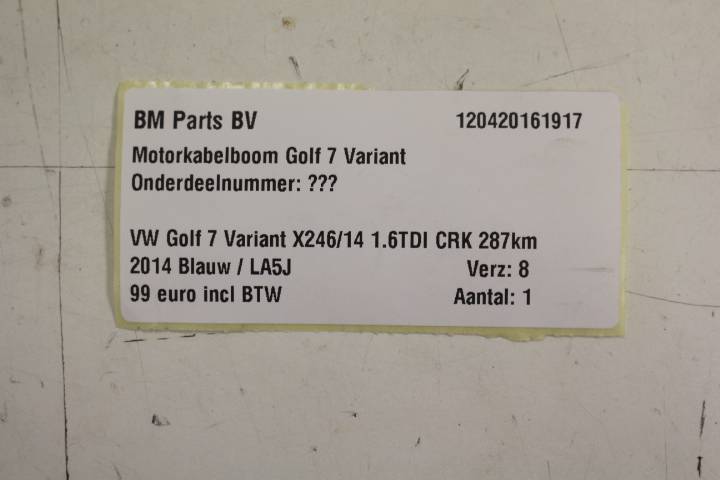 BM Parts BV 120420161917
Motorkabelboom Golf 7 Variant
Onderdeelnummer: ???
VW Golf 7 Variant X246/14 1.6TDI CRK 287km
2014 Blauw / LA5J Verz: 8
99 euro incl BTW Aantal: 1